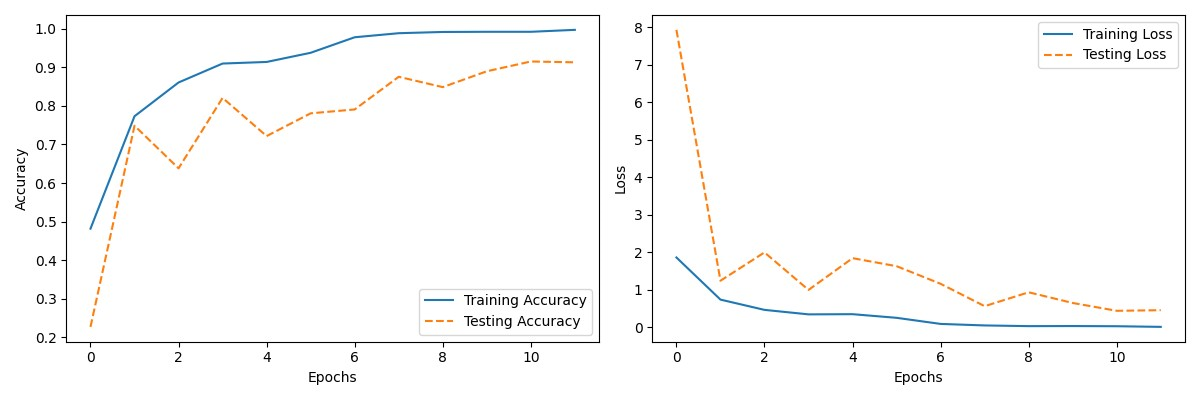 1.0
0.9
0.8
0.7
0.6
0.5
0.4
0.3
0.2
Accuracy
0 2 4 6 8 10
Epochs
Training Accuracy
Testing Accuracy
8
7
6
5
4
3
2
1
0
Loss
0 2 4 6 8 10
Epochs
Training Loss
Testing Loss